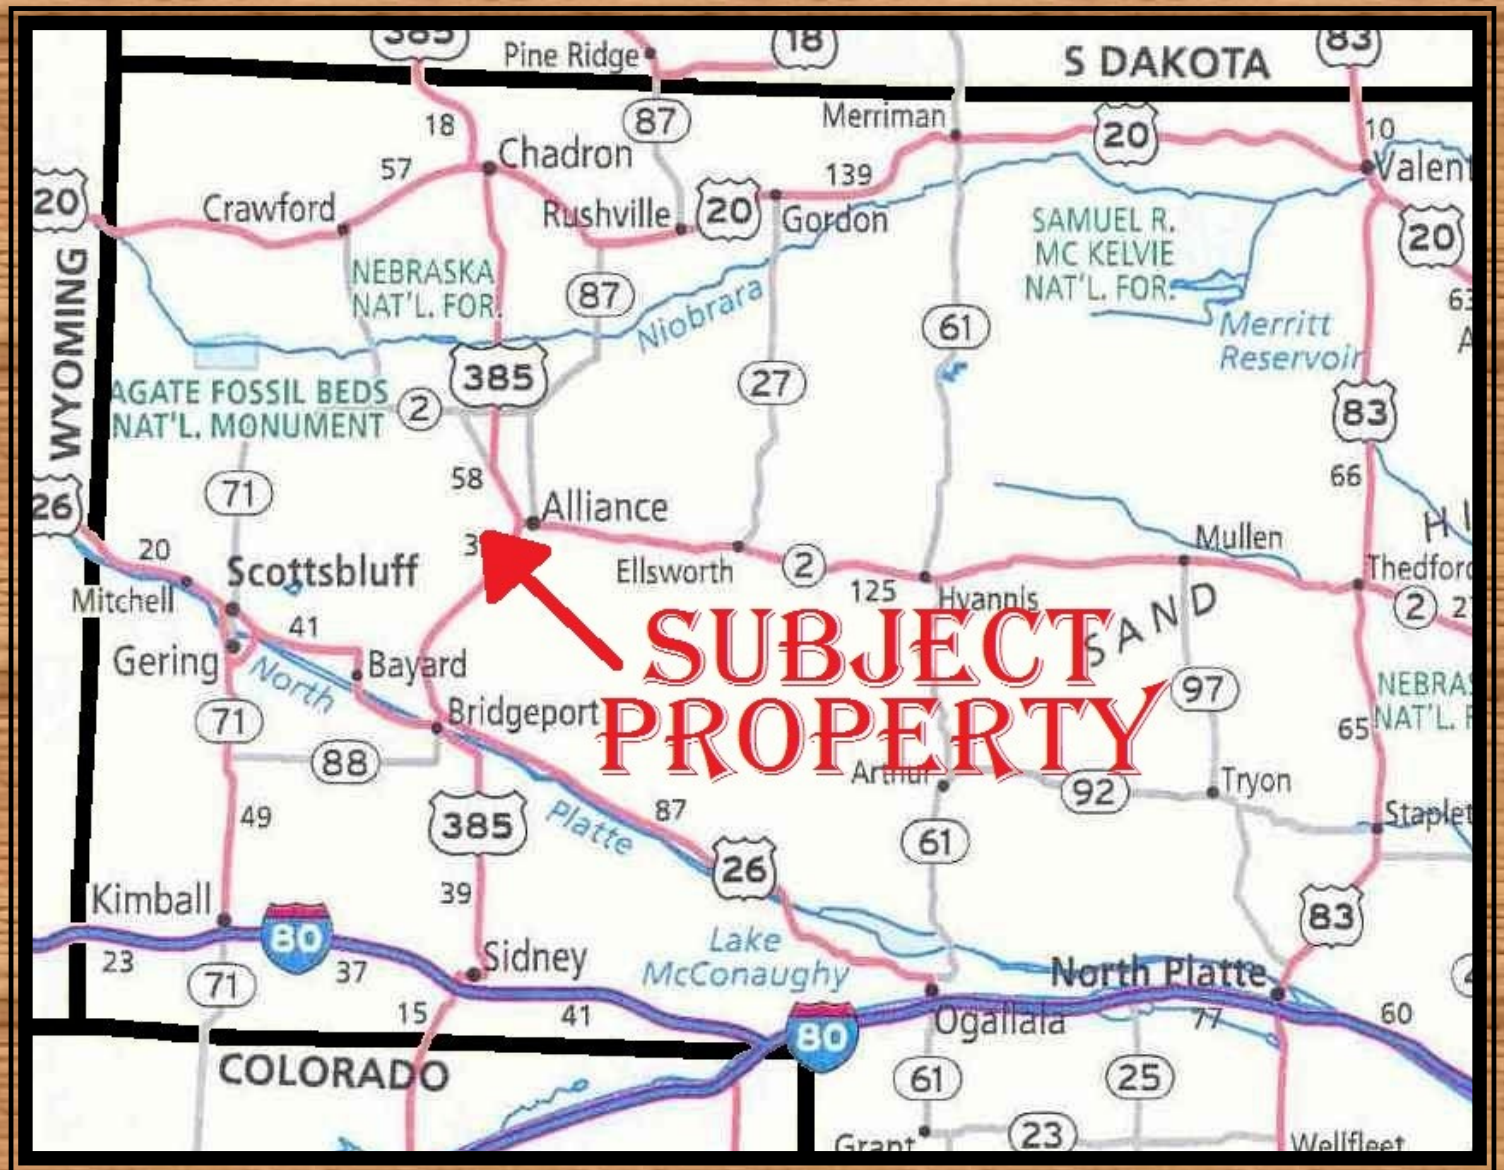 385
Pine Ridge
18
S DAKOTA
83
18
87
Merriman
20
10
57
Chadron
139
Valent
20
Crawford
Rushville
20
Gordon
SAMUEL R.
MC KELVIE
NAT'L. FOR.
20
WYOMING
NEBRASKA
NAT'L. FOR.
87
Niobrara
61
63
Merritt
Reservoir
385
27
AGATE FOSSIL BEDS
NAT'L. MONUMENT
2
83
71
58
66
26
Alliance
20
Scottsbluff
Ellsworth
2
Mullen
Thedford
Mitchell
125
Hyannis
2
27
41
SAND
SUBJECT
PROPERTY
Gering
North
Bayard
97
71
Bridgeport
65
88
Arthur
92
Tryon
49
385
Platte
87
61
26
39
Kimball
83
80
Lake
McConaughy
Sidney
North Platte
23
37
71
15
41
80
Ogallala
77
60
COLORADO
61
25
Grant
23
Wellfleet